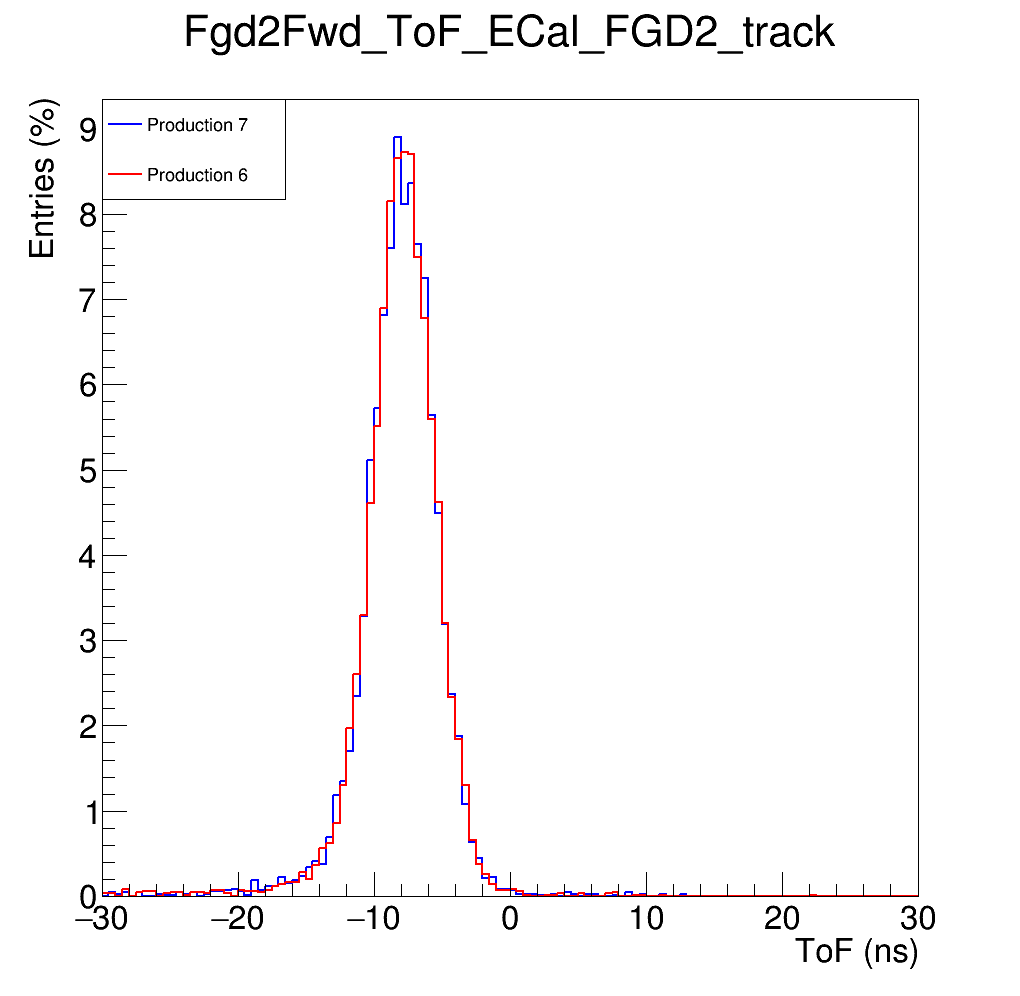 Fgd2Fwd_ToF_ECal_FGD2_track
Entries (%)
Production 7
Production 6
9
8
7
6
5
4
3
2
1
0
−30 −20 −10 0 10 20 30
ToF (ns)